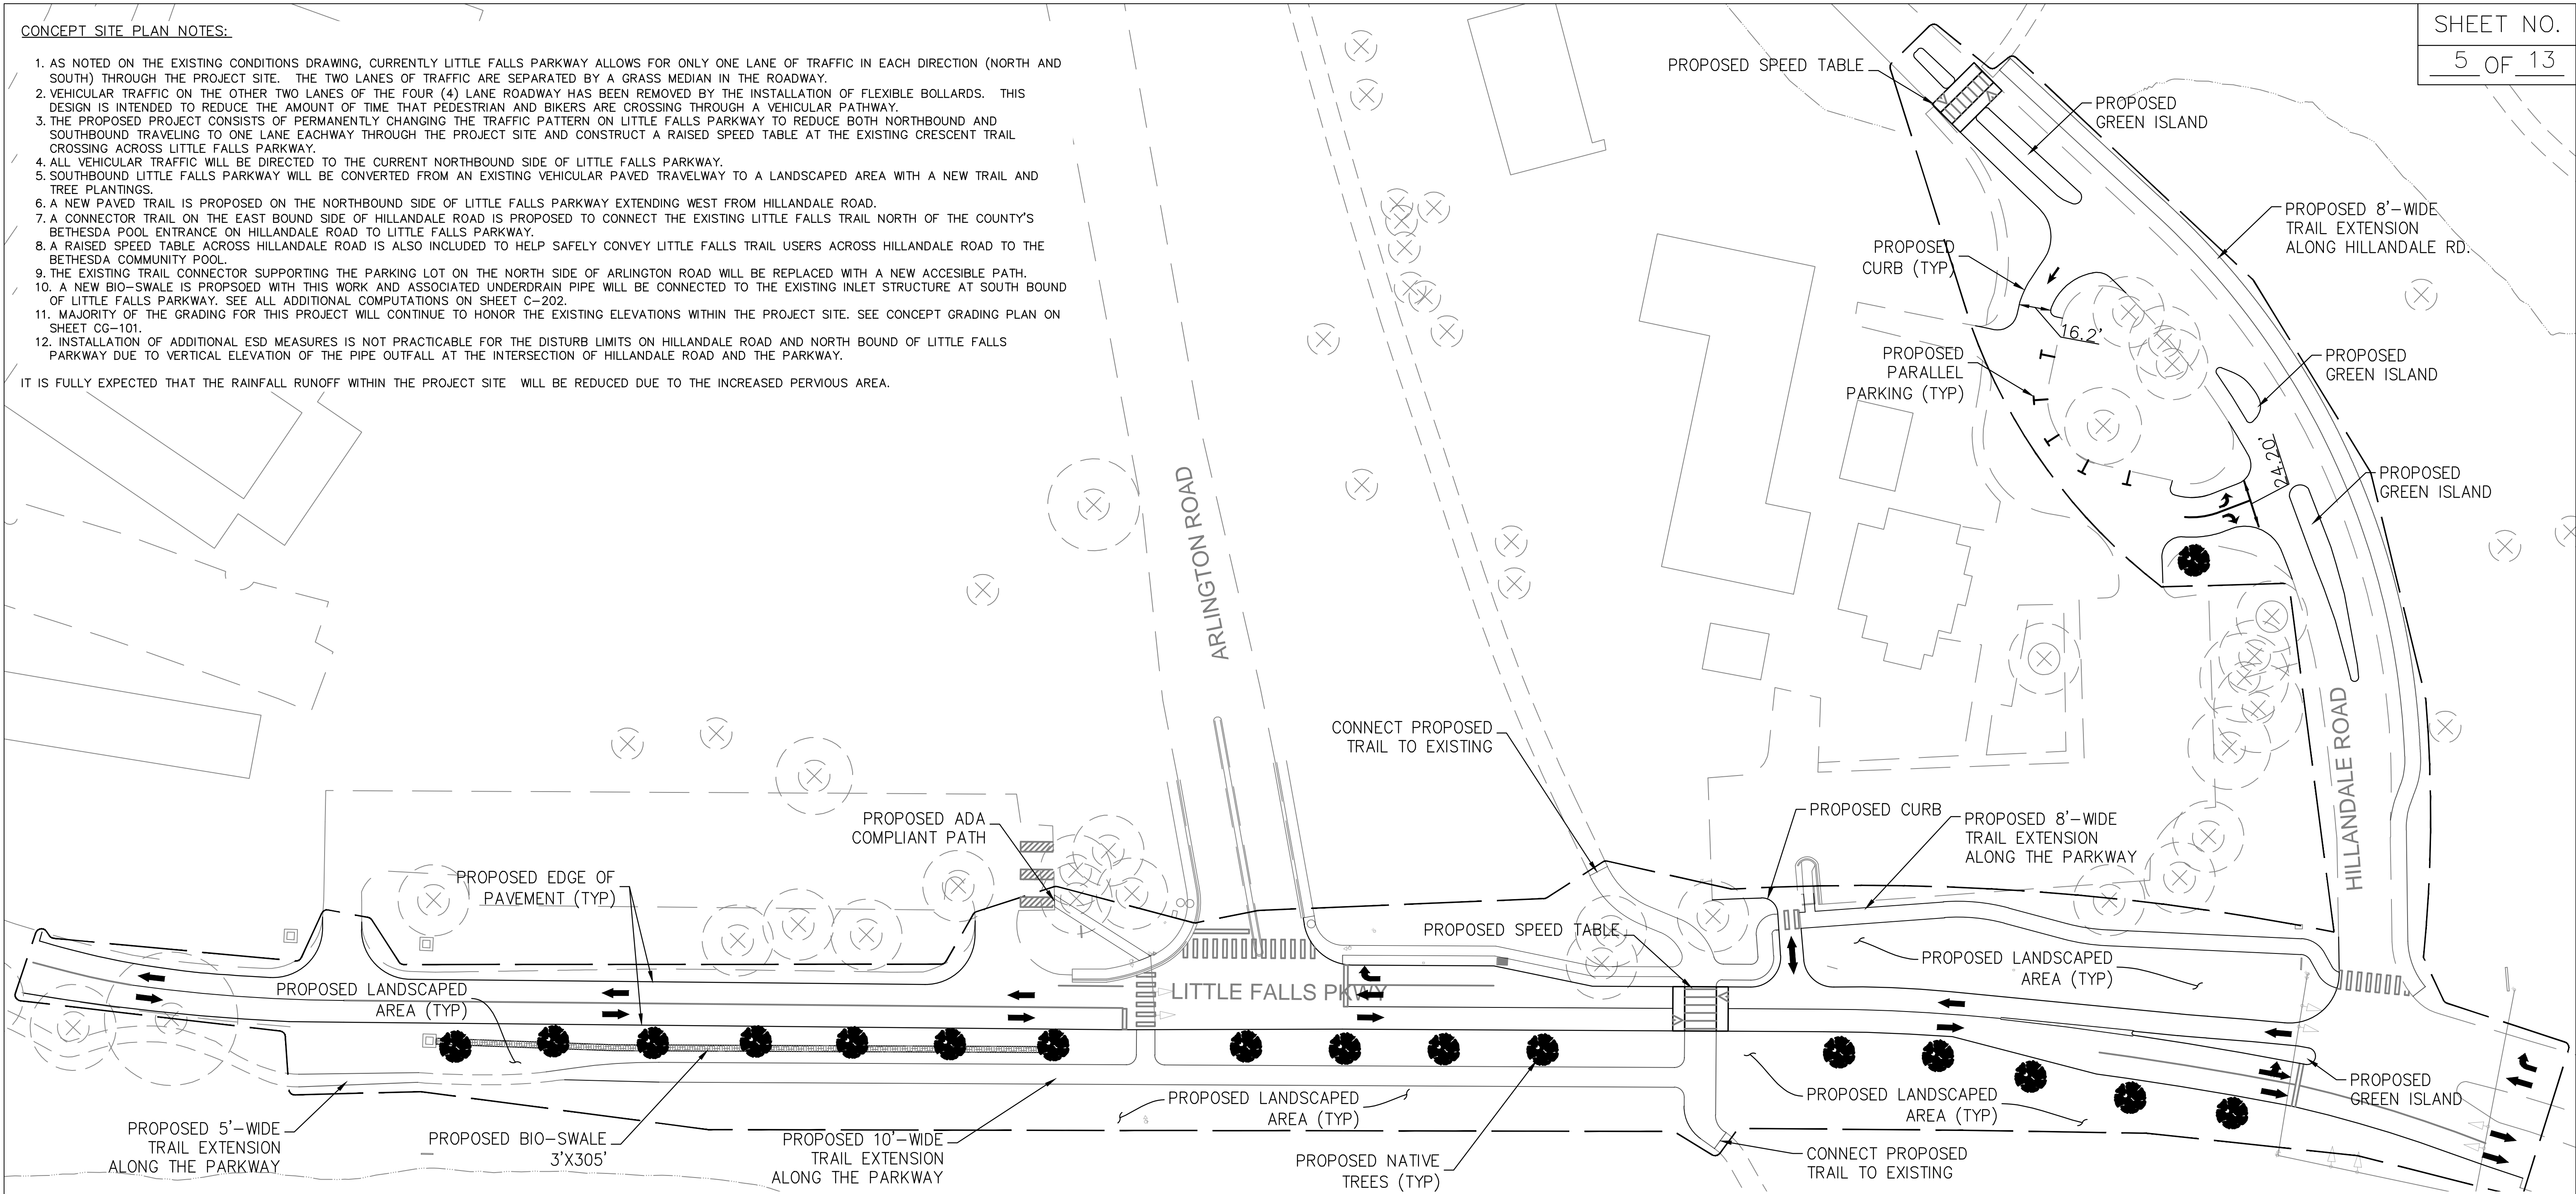 CONCEPT SITE PLAN NOTES:
1. AS NOTED ON THE EXISTING CONDITIONS DRAWING, CURRENTLY LITTLE FALLS PARKWAY ALLOWS FOR ONLY ONE LANE OF TRAFFIC IN EACH DIRECTION (NORTH AND
SOUTH) THROUGH THE PROJECT SITE. THE TWO LANES OF TRAFFIC ARE SEPARATED BY A GRASS MEDIAN IN THE ROADWAY.
2. VEHICULAR TRAFFIC ON THE OTHER TWO LANES OF THE FOUR (4) LANE ROADWAY HAS BEEN REMOVED BY THE INSTALLATION OF FLEXIBLE BOLLARDS. THIS
DESIGN IS INTENDED TO REDUCE THE AMOUNT OF TIME THAT PEDESTRIAN AND BIKERS ARE CROSSING THROUGH A VEHICULAR PATHWAY.
3. THE PROPOSED PROJECT CONSISTS OF PERMANENTLY CHANGING THE TRAFFIC PATTERN ON LITTLE FALLS PARKWAY TO REDUCE BOTH NORTHBOUND AND
SOUTHBOUND TRAVELING TO ONE LANE EACHWAY THROUGH THE PROJECT SITE AND CONSTRUCT A RAISED SPEED TABLE AT THE EXISTING CRESCENT TRAIL
CROSSING ACROSS LITTLE FALLS PARKWAY.
4. ALL VEHICULAR TRAFFIC WILL BE DIRECTED TO THE CURRENT NORTHBOUND SIDE OF LITTLE FALLS PARKWAY.
5. SOUTHBOUND LITTLE FALLS PARKWAY WILL BE CONVERTED FROM AN EXISTING VEHICULAR PAVED TRAVELWAY TO A LANDSCAPED AREA WITH A NEW TRAIL AND
TREE PLANTINGS.
6. A NEW PAVED TRAIL IS PROPOSED ON THE NORTHBOUND SIDE OF LITTLE FALLS PARKWAY EXTENDING WEST FROM HILLANDALE ROAD.
7. A CONNECTOR TRAIL ON THE EAST BOUND SIDE OF HILLANDALE ROAD IS PROPOSED TO CONNECT THE EXISTING LITTLE FALLS TRAIL NORTH OF THE COUNTY'S
BETHESDA POOL ENTRANCE ON HILLANDALE ROAD TO LITTLE FALLS PARKWAY.
8. A RAISED SPEED TABLE ACROSS HILLANDALE ROAD IS ALSO INCLUDED TO HELP SAFELY CONVEY LITTLE FALLS TRAIL USERS ACROSS HILLANDALE ROAD TO THE
BETHESDA COMMUNITY POOL.
9. THE EXISTING TRAIL CONNECTOR SUPPORTING THE PARKING LOT ON THE NORTH SIDE OF ARLINGTON ROAD WILL BE REPLACED WITH A NEW ACCESIBLE PATH.
10. A NEW BIO-SWALE IS PROPSOED WITH THIS WORK AND ASSOCIATED UNDERDRAIN PIPE WILL BE CONNECTED TO THE EXISTING INLET STRUCTURE AT SOUTH BOUND
OF LITTLE FALLS PARKWAY. SEE ALL ADDITIONAL COMPUTATIONS ON SHEET C-202.
11. MAJORITY OF THE GRADING FOR THIS PROJECT WILL CONTINUE TO HONOR THE EXISTING ELEVATIONS WITHIN THE PROJECT SITE. SEE CONCEPT GRADING PLAN ON
SHEET CG-101.
12. INSTALLATION OF ADDITIONAL ESD MEASURES IS NOT PRACTICABLE FOR THE DISTURB LIMITS ON HILLANDALE ROAD AND NORTH BOUND OF LITTLE FALLS
PARKWAY DUE TO VERTICAL ELEVATION OF THE PIPE OUTFALL AT THE INTERSECTION OF HILLANDALE ROAD AND THE PARKWAY.
IT IS FULLY EXPECTED THAT THE RAINFALL RUNOFF WITHIN THE PROJECT SITE WILL BE REDUCED DUE TO THE INCREASED PERVIOUS AREA.
SHEET NO.
5 OF 13
PROPOSED SPEED TABLE
PROPOSED
GREEN ISLAND
PROPOSED 8'-WIDE
TRAIL EXTENSION
ALONG HILLANDALE RD.
PROPOSED
CURB (TYP)
16.2'
PROPOSED
PARALLEL
PARKING (TYP)
PROPOSED
GREEN ISLAND
24.20'
PROPOSED
GREEN ISLAND
ARLINGTON ROAD
HILLANDALE ROAD
CONNECT PROPOSED
TRAIL TO EXISTING
PROPOSED ADA
COMPLIANT PATH
PROPOSED CURB
PROPOSED 8'-WIDE
TRAIL EXTENSION
ALONG THE PARKWAY
PROPOSED EDGE OF
PAVEMENT (TYP)
PROPOSED SPEED TABLE
PROPOSED LANDSCAPED
AREA (TYP)
PROPOSED LANDSCAPED
AREA (TYP)
LITTLE FALLS PKWY
PROPOSED
GREEN ISLAND
PROPOSED LANDSCAPED
AREA (TYP)
PROPOSED LANDSCAPED
AREA (TYP)
PROPOSED 5'-WIDE
TRAIL EXTENSION
ALONG THE PARKWAY
PROPOSED BIO-SWALE
3'X305'
PROPOSED 10'-WIDE
TRAIL EXTENSION
ALONG THE PARKWAY
PROPOSED NATIVE
TREES (TYP)
CONNECT PROPOSED
TRAIL TO EXISTING